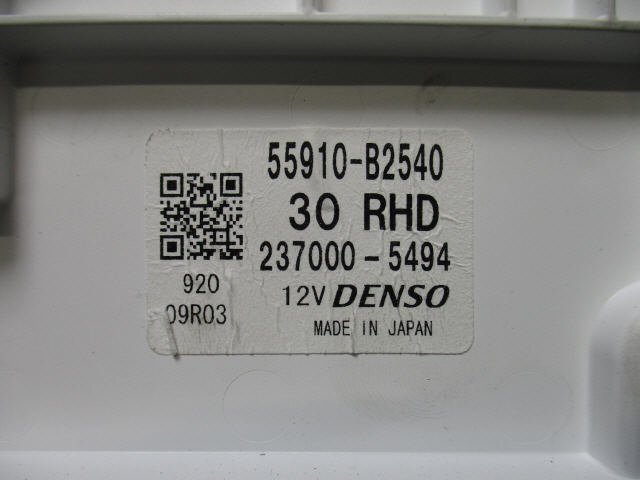 55910-B2540
30 RHD
237000-5494
920
12V DENSO
09R03
MADE IN JAPAN